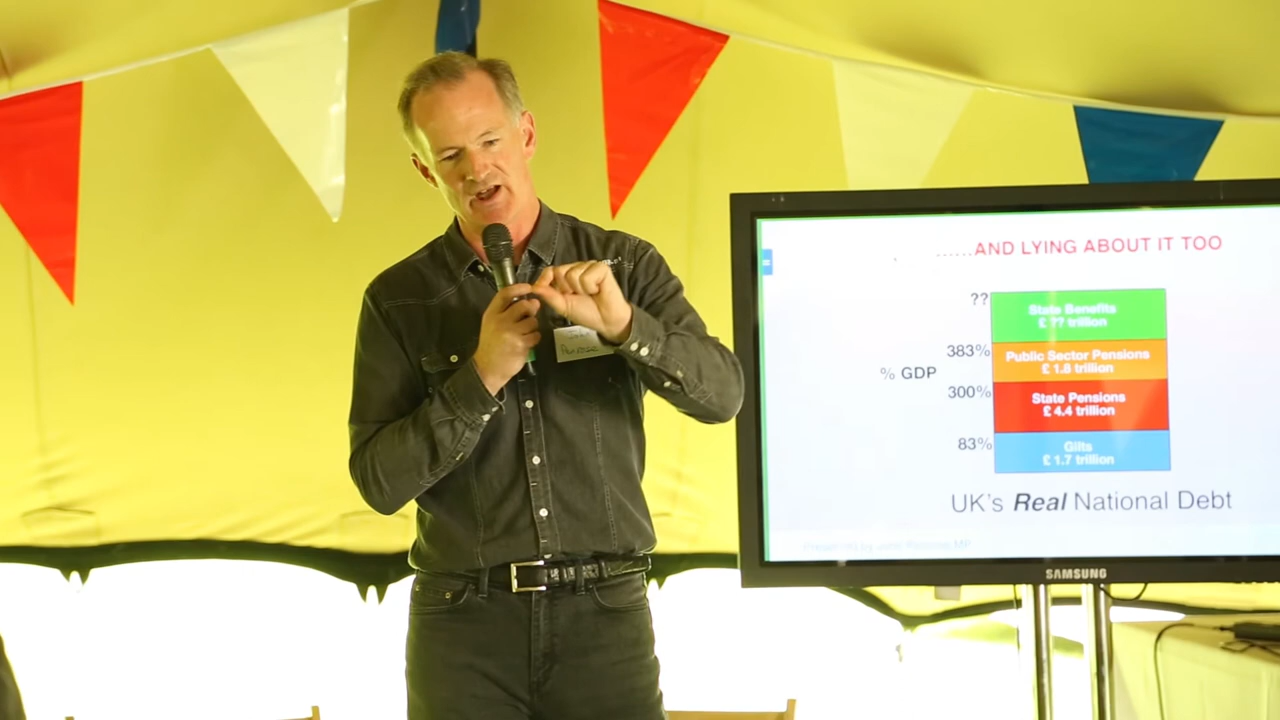 ......AND LYING ABOUT IT TOO
??
State Benefits
£ ?? trillion
383%
Public Sector Pensions
£ 1.8 trillion
% GDP
300%
State Pensions
£ 4.4 trillion
83%
Gilts
£ 1.7 trillion
UK's Real National Debt
SAMSUNG